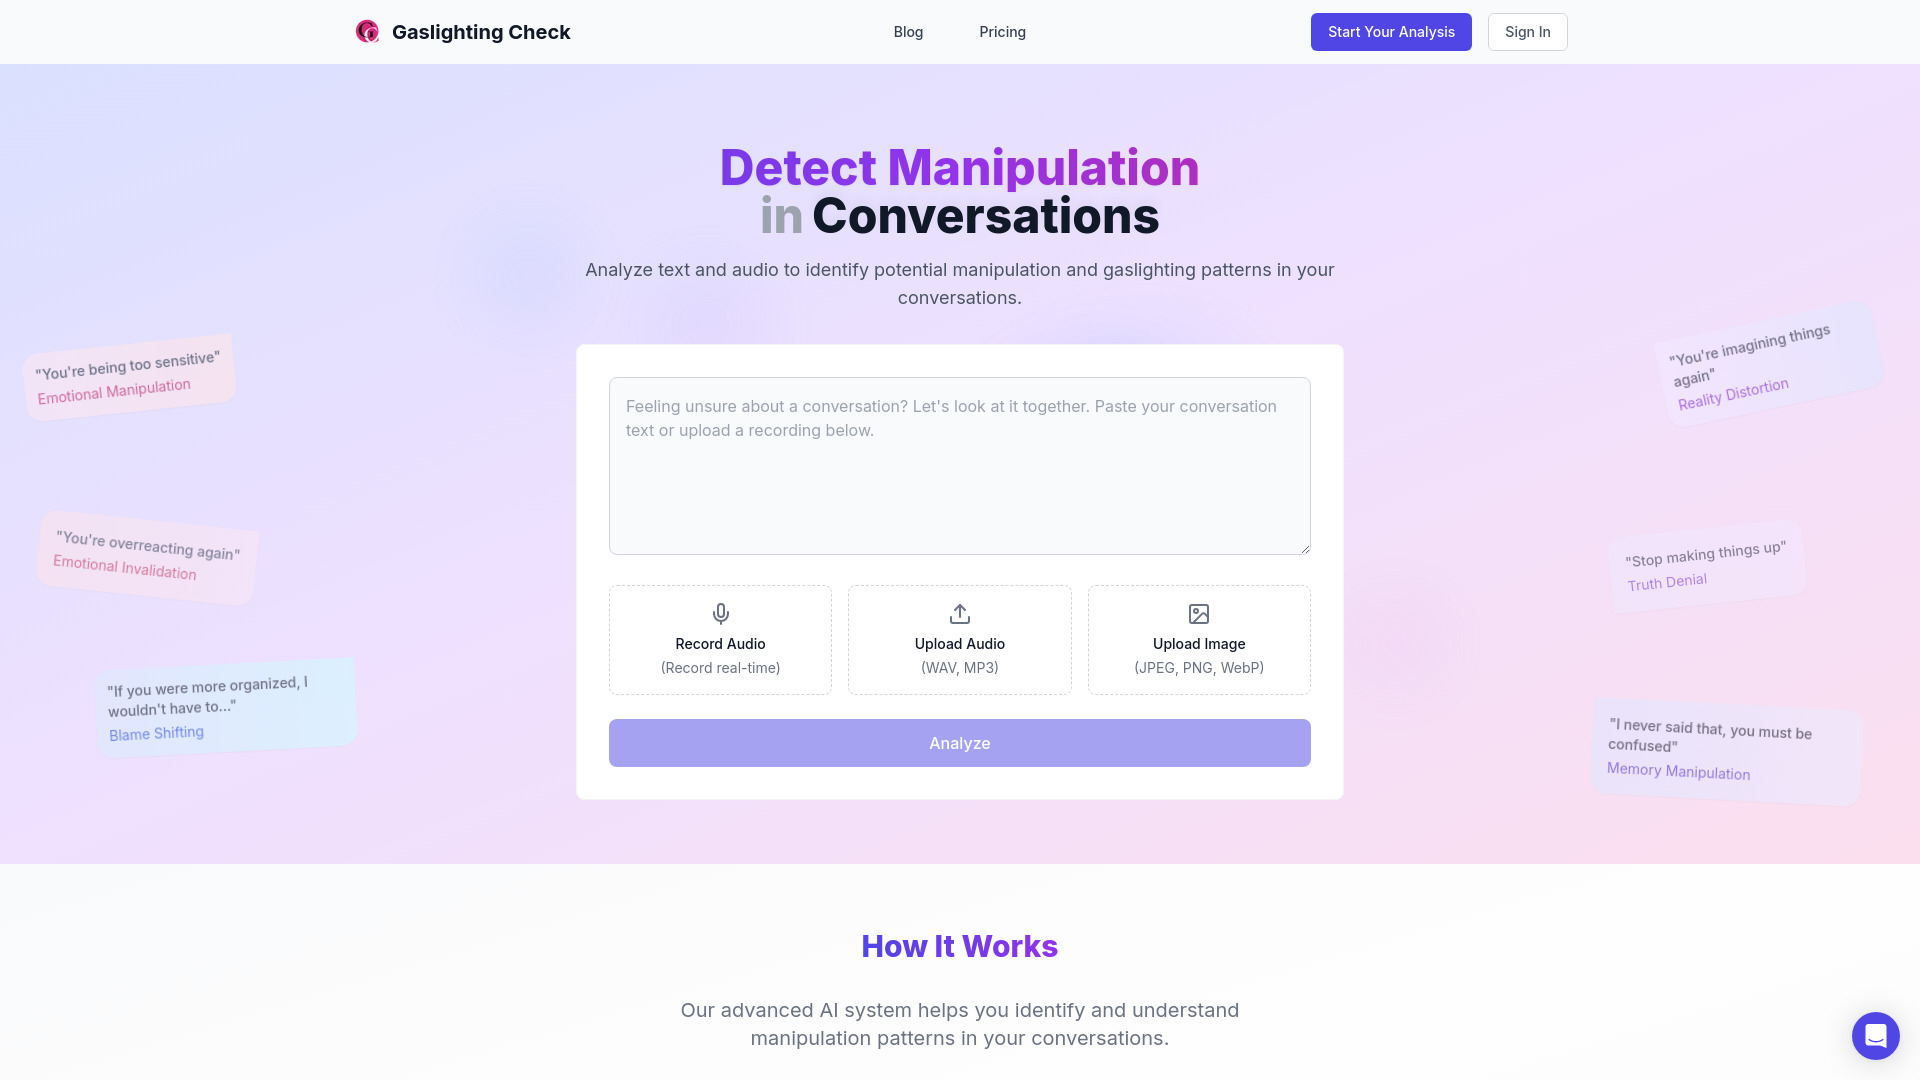 Gaslighting Check
Blog
Pricing
Start Your Analysis
Sign In
Detect Manipulation
in Conversations
Analyze text and audio to identify potential manipulation and gaslighting patterns in your
conversations.
"You're being too sensitive"
Emotional Manipulation
"You're imagining things
again"
Reality Distortion
Feeling unsure about a conversation? Let's look at it together. Paste your conversation
text or upload a recording below.
"You're overreacting again"
Emotional Invalidation
"Stop making things up"
Truth Denial
Record Audio
(Record real-time)
Upload Audio
(WAV, MP3)
Upload Image
(JPEG, PNG, WebP)
"If you were more organized, I
wouldn't have to..."
Blame Shifting
"I never said that, you must be
confused"
Memory Manipulation
Analyze
How It Works
Our advanced AI system helps you identify and understand
manipulation patterns in your conversations.